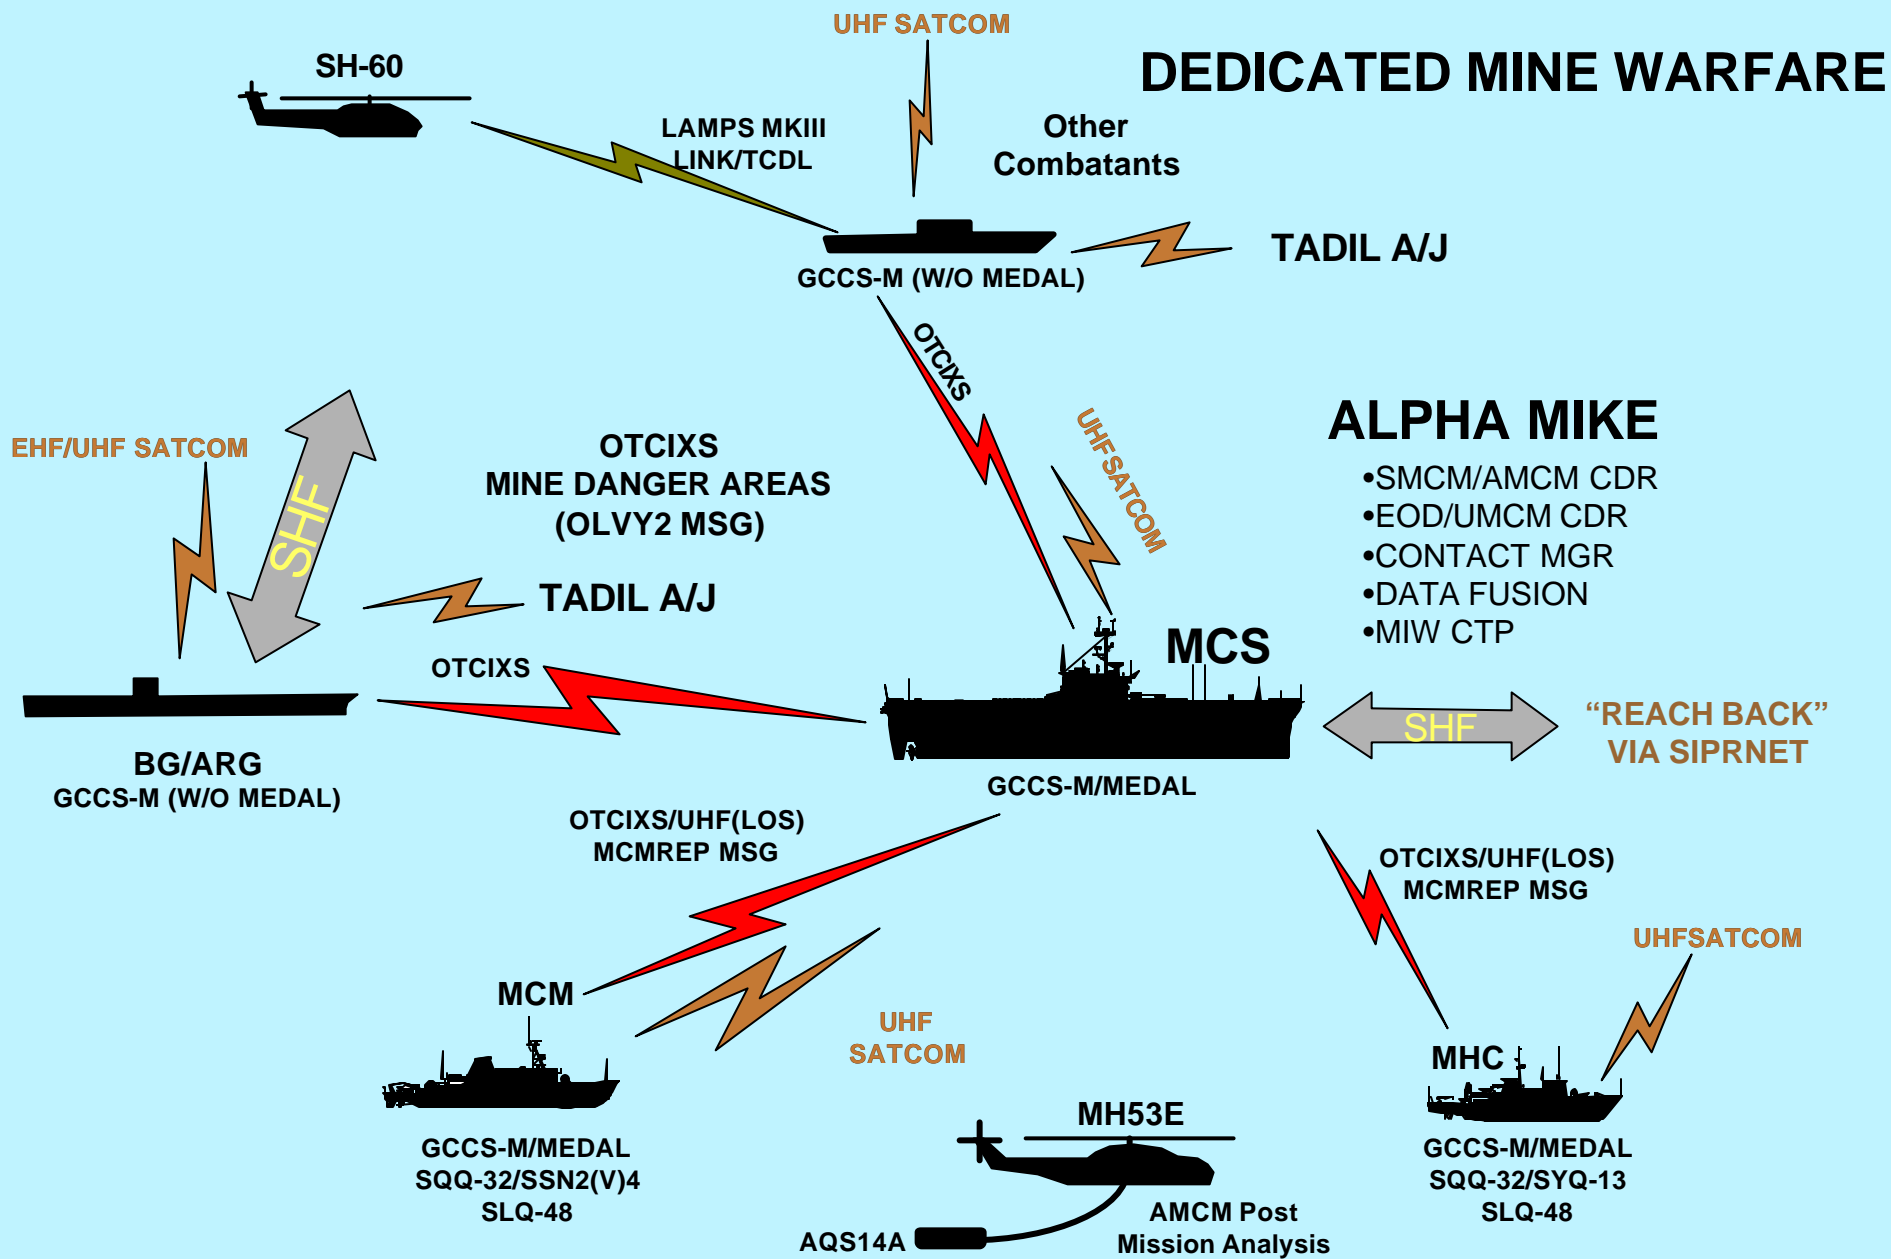 UHF SATCOM
DEDICATED MINE WARFARE
SH-60
LAMPS MKIII
LINK/TCDL
Other
Combatants
TADIL A/J
GCCS-M (W/O MEDAL)
OTCIXS
UHFSATCOM
ALPHA MIKE
•SMCM/AMCM CDR
•EOD/UMCM CDR
•CONTACT MGR
•DATA FUSION
•MIW CTP
EHF/UHF SATCOM
SHF
OTCIXS
MINE DANGER AREAS
(OLVY2 MSG)
TADIL A/J
OTCIXS
MCS
SHF
“REACH BACK”
VIA SIPRNET
BG/ARG
GCCS-M (W/O MEDAL)
GCCS-M/MEDAL
OTCIXS/UHF(LOS)
MCMREP MSG
OTCIXS/UHF(LOS)
MCMREP MSG
UHFSATCOM
MCM
UHF
SATCOM
MHC
GCCS-M/MEDAL
SQQ-32/SSN2(V)4
SLQ-48
MH53E
AQS14A
AMCM Post
Mission Analysis
GCCS-M/MEDAL
SQQ-32/SYQ-13
SLQ-48